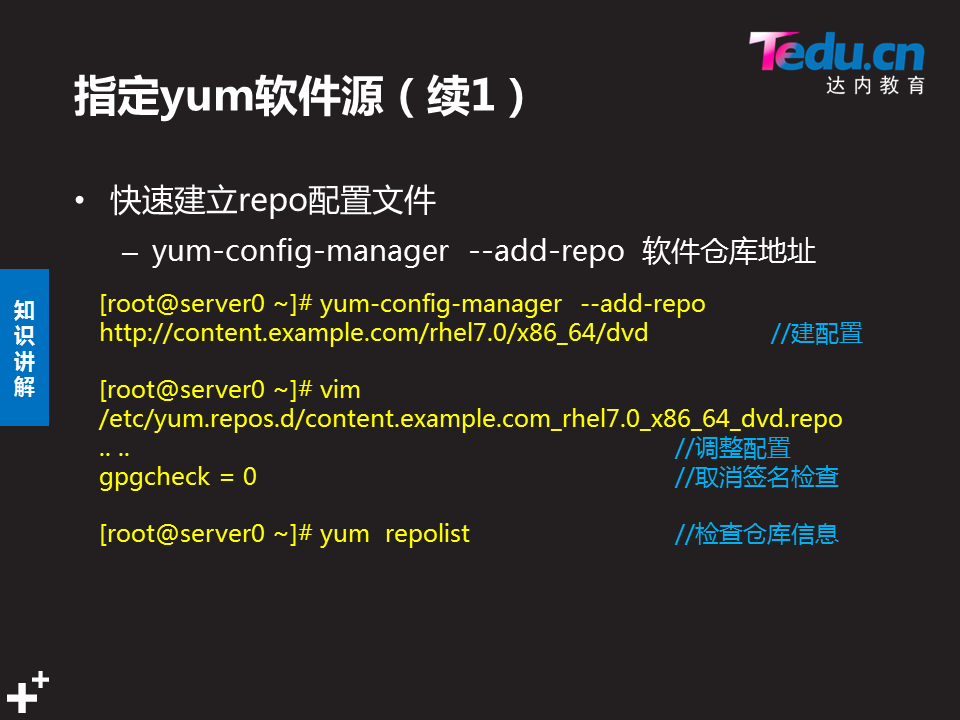 Tedu.cn
达内教育
指定yum软件源（续1）
• 快速建立repo配置文件
– yum-config-manager --add-repo 软件仓库地址
知识讲解
[root@server0 ~]# yum-config-manager --add-repo
http://content.example.com/rhel7.0/x86_64/dvd //建配置
[root@server0 ~]# vim
/etc/yum.repos.d/content.example.com_rhel7.0_x86_64_dvd.repo
.. .. //调整配置
gpgcheck = 0 //取消签名检查
[root@server0 ~]# yum repolist //检查仓库信息